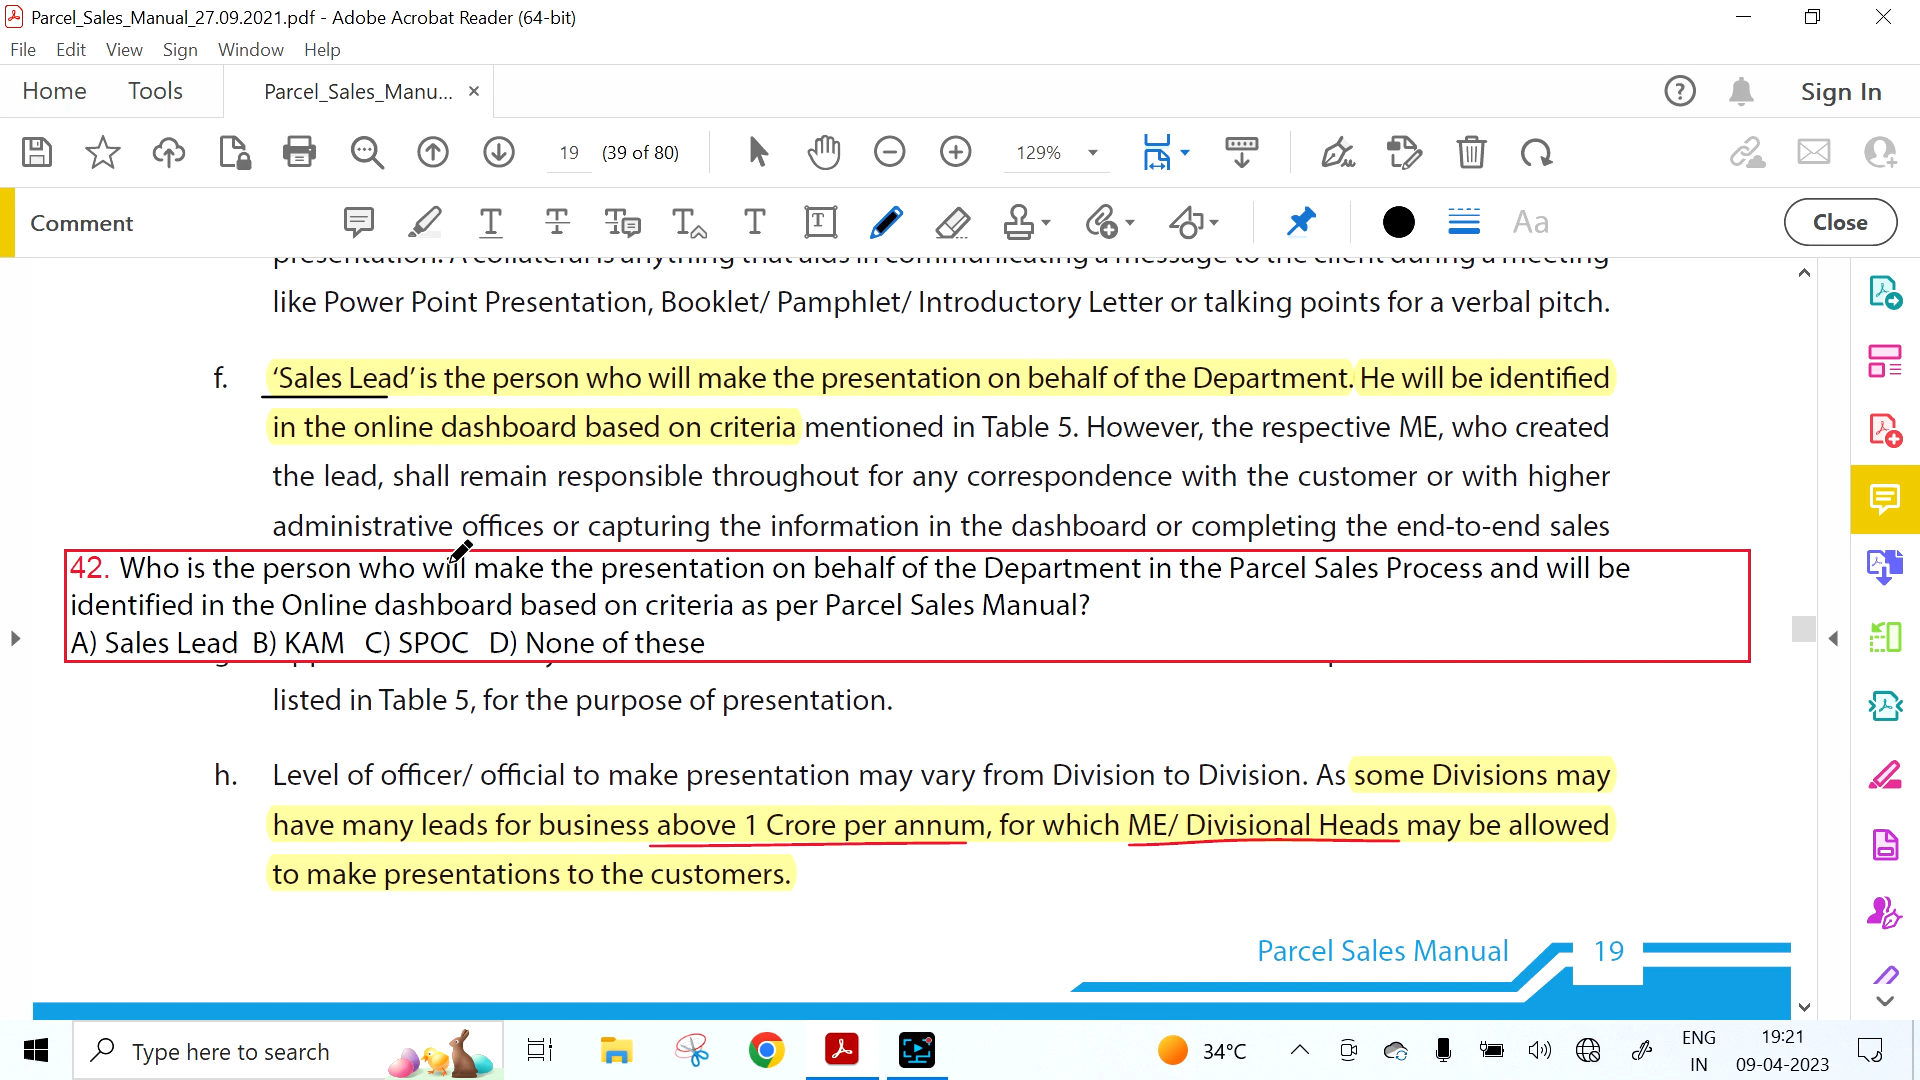 Parcel_Sales_Manual_27.09.2021.pdf - Adobe Acrobat Reader (64-bit)
File Edit View Sign Window Help
Home Tools Parcel_Sales_Manu... × Sign In
19 (39 of 80) 129%
Comment Aa Close
like Power Point Presentation, Booklet/ Pamphlet/ Introductory Letter or talking points for a verbal pitch.
f. ‘Sales Lead’ is the person who will make the presentation on behalf of the Department. He will be identified
in the online dashboard based on criteria mentioned in Table 5. However, the respective ME, who created
the lead, shall remain responsible throughout for any correspondence with the customer or with higher
administrative offices or capturing the information in the dashboard or completing the end-to-end sales
42. Who is the person who will make the presentation on behalf of the Department in the Parcel Sales Process and will be
identified in the Online dashboard based on criteria as per Parcel Sales Manual?
A) Sales Lead B) KAM C) SPOC D) None of these
listed in Table 5, for the purpose of presentation.
h. Level of officer/ official to make presentation may vary from Division to Division. As some Divisions may
have many leads for business above 1 Crore per annum, for which ME/ Divisional Heads may be allowed
to make presentations to the customers.
Parcel Sales Manual 19
Type here to search 34°C ENG 19:21
IN 09-04-2023